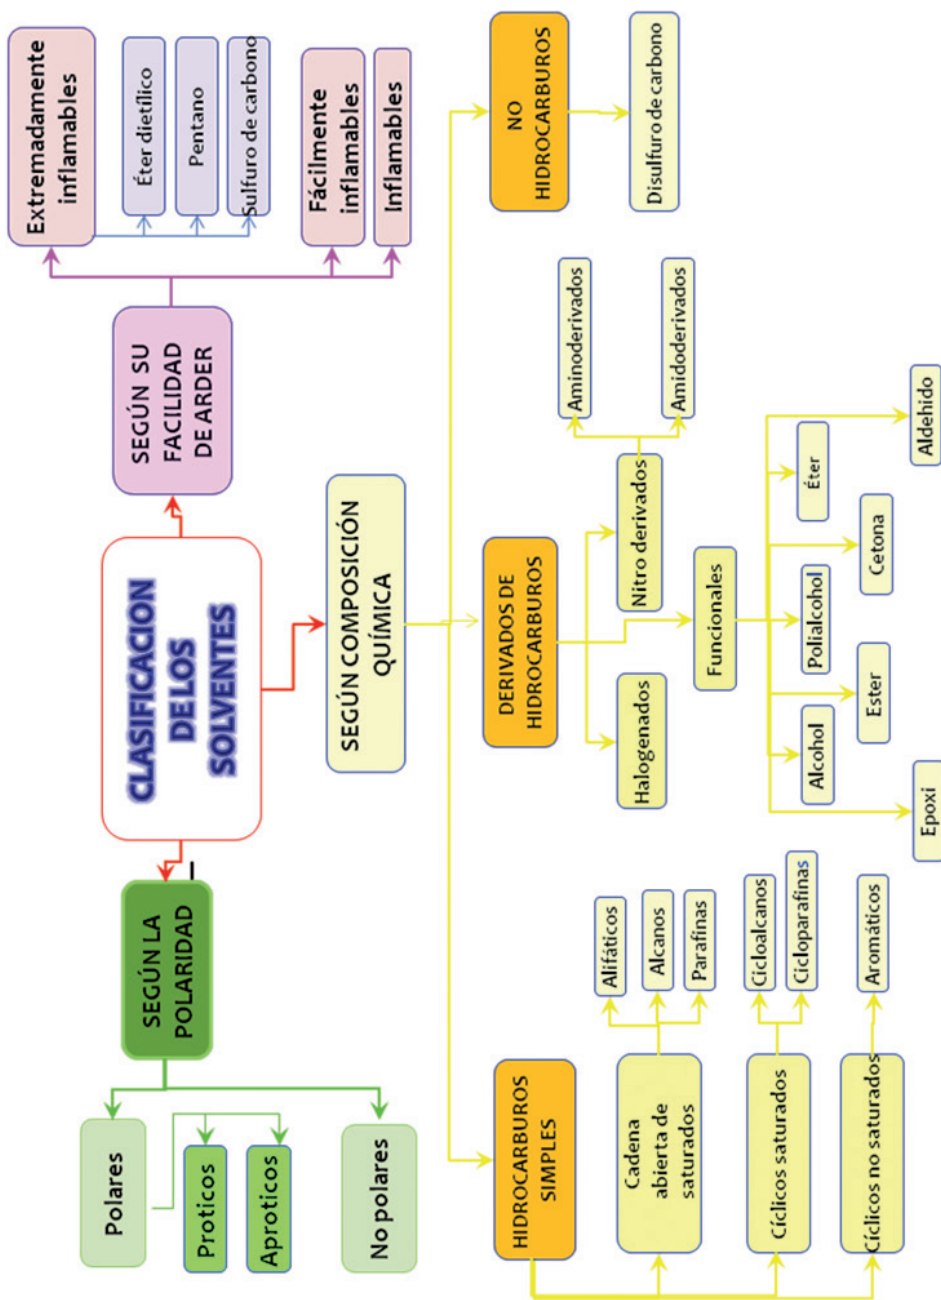 CLASIFICACION
DE LOS
SOLVENTES
SEGÚN LA
POLARIDAD
Polares
Proticos
Aproticos
No polares
SEGÚN SU
FACILIDAD
DE ARDER
Extremadamente
inflamables
Éter dietílico
Pentano
Sulfuro de carbono
Fácilmente
inflamables
Inflamables
SEGÚN COMPOSICIÓN
QUÍMICA
HIDROCARBUROS
SIMPLES
Cadena
abierta de
saturados
Alifáticos
Alcanos
Parafinas
Cíclicos saturados
Cicloalcanos
Cicloparafinas
Cíclicos no saturados
Aromáticos
DERIVADOS DE
HIDROCARBUROS
Halogenados
Nitro derivados
Aminoderivados
Amidoderivados
Funcionales
Epoxi
Alcohol
Ester
Polialcohol
Cetona
Éter
Aldehido
NO
HIDROCARBUROS
Disulfuro de carbono